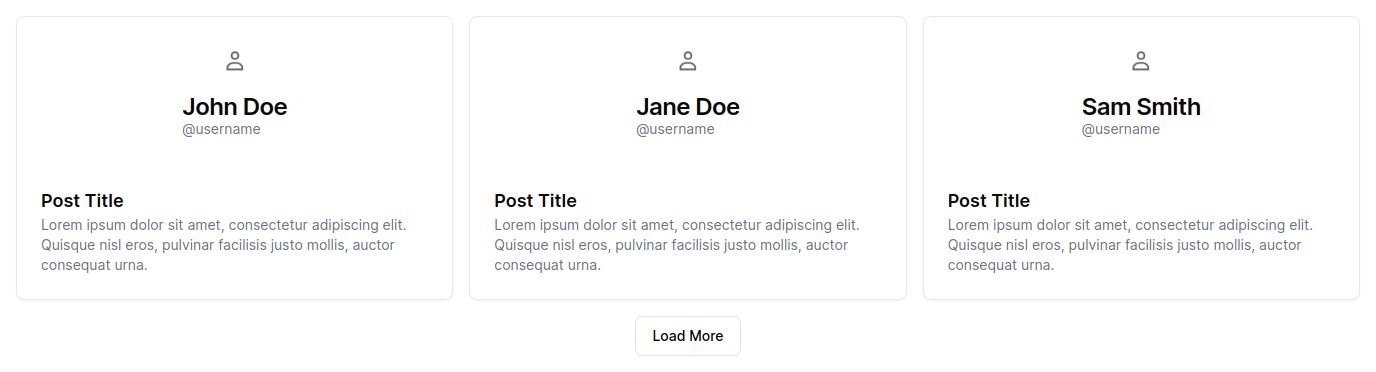 John Doe
@username
Post Title
Lorem ipsum dolor sit amet, consectetur adipiscing elit.
Quisque nisl eros, pulvinar facilisis justo mollis, auctor
consequat urna.
Jane Doe
@username
Post Title
Lorem ipsum dolor sit amet, consectetur adipiscing elit.
Quisque nisl eros, pulvinar facilisis justo mollis, auctor
consequat urna.
Sam Smith
@username
Post Title
Lorem ipsum dolor sit amet, consectetur adipiscing elit.
Quisque nisl eros, pulvinar facilisis justo mollis, auctor
consequat urna.
Load More